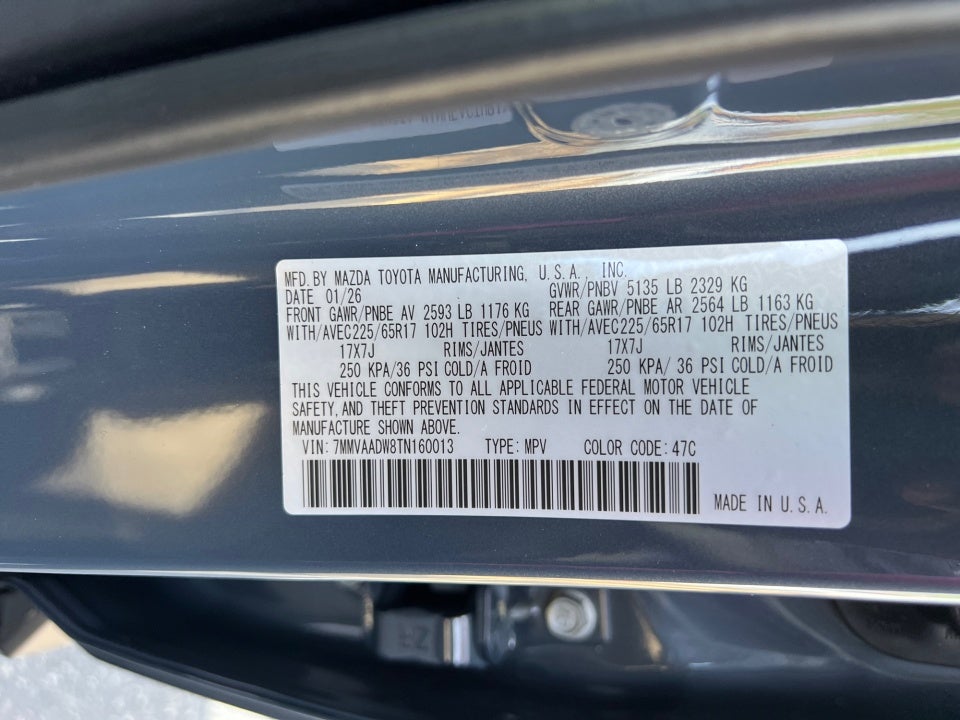 MFD. BY MAZDA TOYOTA MANUFACTURING, U.S.A., INC.
DATE 01/26 GVWR/PNBV 5135 LB 2329 KG
FRONT GAWR/PNBE AV 2593 LB 1176 KG REAR GAWR/PNBE AR 2564 LB 1163 KG
WITH/AVEC225/65R17 102H TIRES/PNEUS WITH/AVEC225/65R17 102H TIRES/PNEUS
17X7J RIMS/JANTES 17X7J RIMS/JANTES
250 KPA/36 PSI COLD/A FROID 250 KPA/ 36 PSI COLD/A FROID
THIS VEHICLE CONFORMS TO ALL APPLICABLE FEDERAL MOTOR VEHICLE
SAFETY, AND THEFT PREVENTION STANDARDS IN EFFECT ON THE DATE OF
MANUFACTURE SHOWN ABOVE.
VIN: 7MMVAADW8TN160013 TYPE: MPV COLOR CODE: 47C
MADE IN U.S.A.